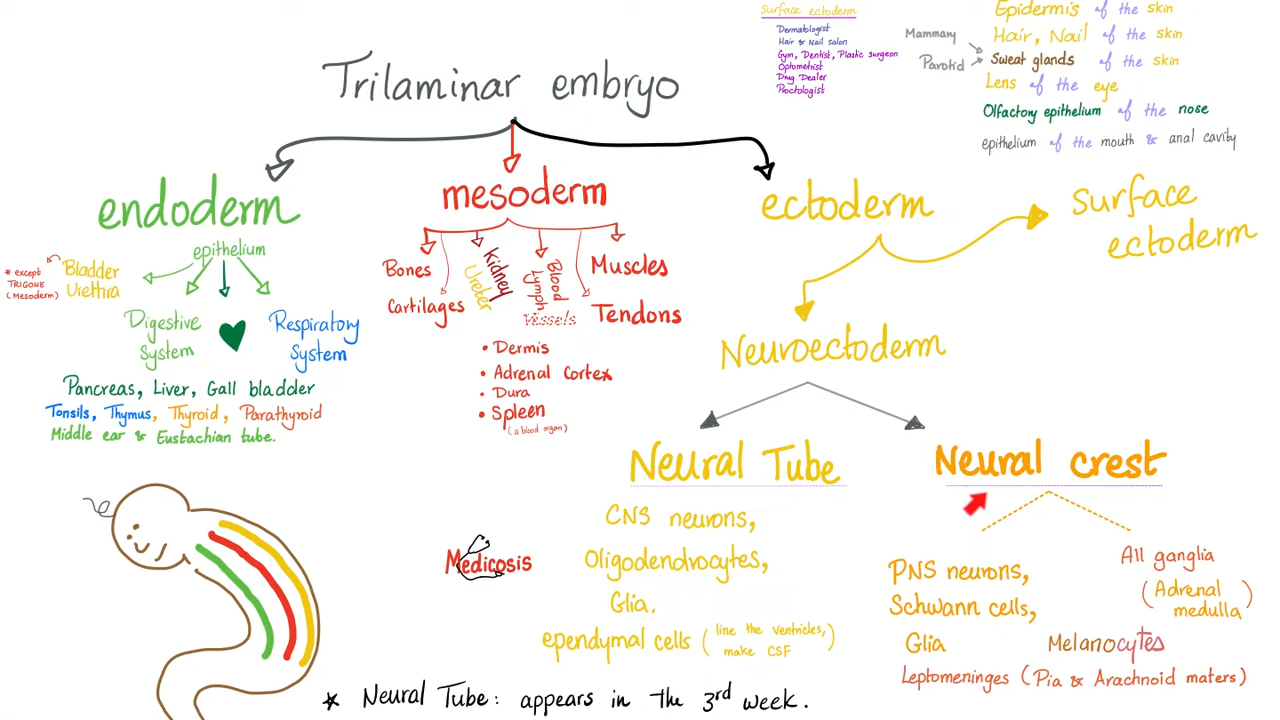 Trilaminar embryo
Surface ectoderm
Dermatologist
Hair & Nail salon
Gym, Dentist, Plastic surgeon
Optometrist
Drug Dealer
Proctologist
Mammary
Parotid
Epidermis of the skin
Hair, Nail of the skin
Sweat glands of the skin
Lens of the eye
Olfactory epithelium of the nose
epithelium of the mouth & anal cavity
endoderm
epithelium
* except
TRIGONE
(Mesoderm)
Bladder
Urethra
Digestive
System
Respiratory
System
Pancreas, Liver, Gall bladder
Tonsils, Thymus, Thyroid, Parathyroid
Middle ear & Eustachian tube.
mesoderm
Bones
Cartilages
Kidney
Ureter
Blood
Lymph
Vessels
Muscles
Tendons
• Dermis
• Adrenal Cortex
• Dura
• Spleen
(a blood organ)
ectoderm
Surface
ectoderm
Neuroectoderm
Neural Tube
CNS neurons,
Oligodendrocytes,
Glia.
ependymal cells (line the ventricles,
make CSF)
Neural crest
PNS neurons,
Schwann cells,
Glia
Leptomeninges (Pia & Arachnoid maters)
All ganglia
(Adrenal
medulla)
Melanocytes
Medicosis
* Neural Tube: appears in the 3rd week.